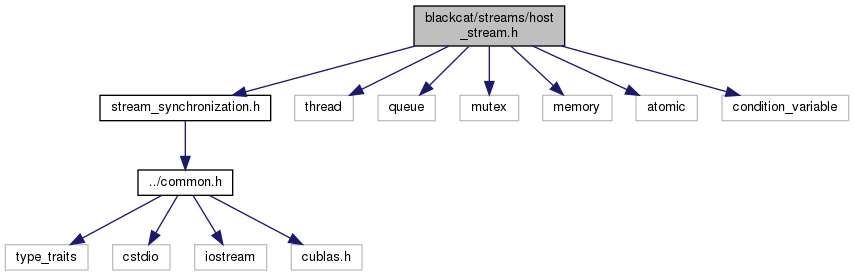 blackcat/streams/host
_stream.h
stream_synchronization.h
thread
queue
mutex
memory
atomic
condition_variable
../common.h
type_traits
cstdio
iostream
cublas.h